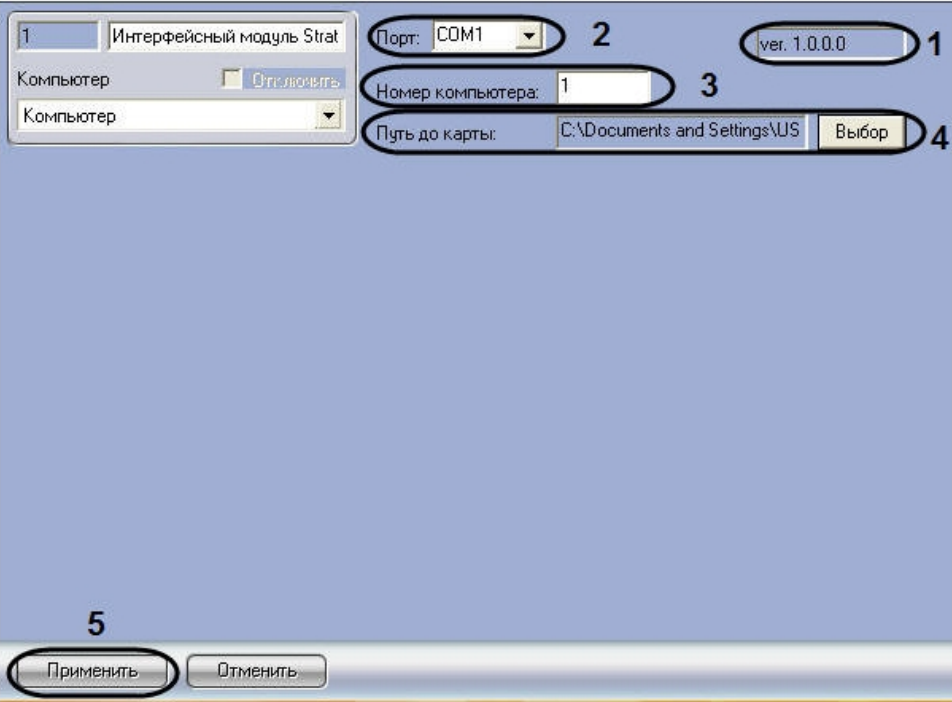 1 Интерфейсный модуль Strat
Порт: COM1 2
ver. 1.0.0.0 1
Компьютер Отключить
Номер компьютера: 1 3
Компьютер
Путь до карты: C:\Documents and Settings\US Выбор 4
5
Применить Отменить